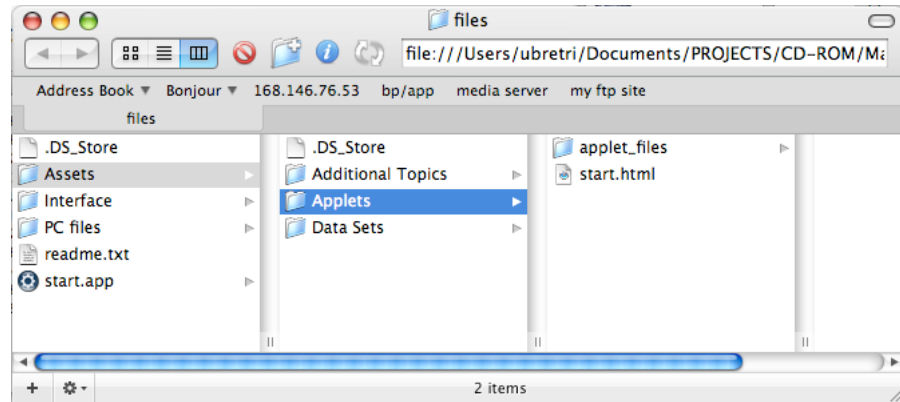 files
file:///Users/ubretri/Documents/PROJECTS/CD-ROM/Ma
Address Book Bonjour 168.146.76.53 bp/app media server my ftp site
files
.DS_Store
Assets
Interface
PC files
readme.txt
start.app
.DS_Store
Additional Topics
Applets
Data Sets
applet_files
start.html
2 items